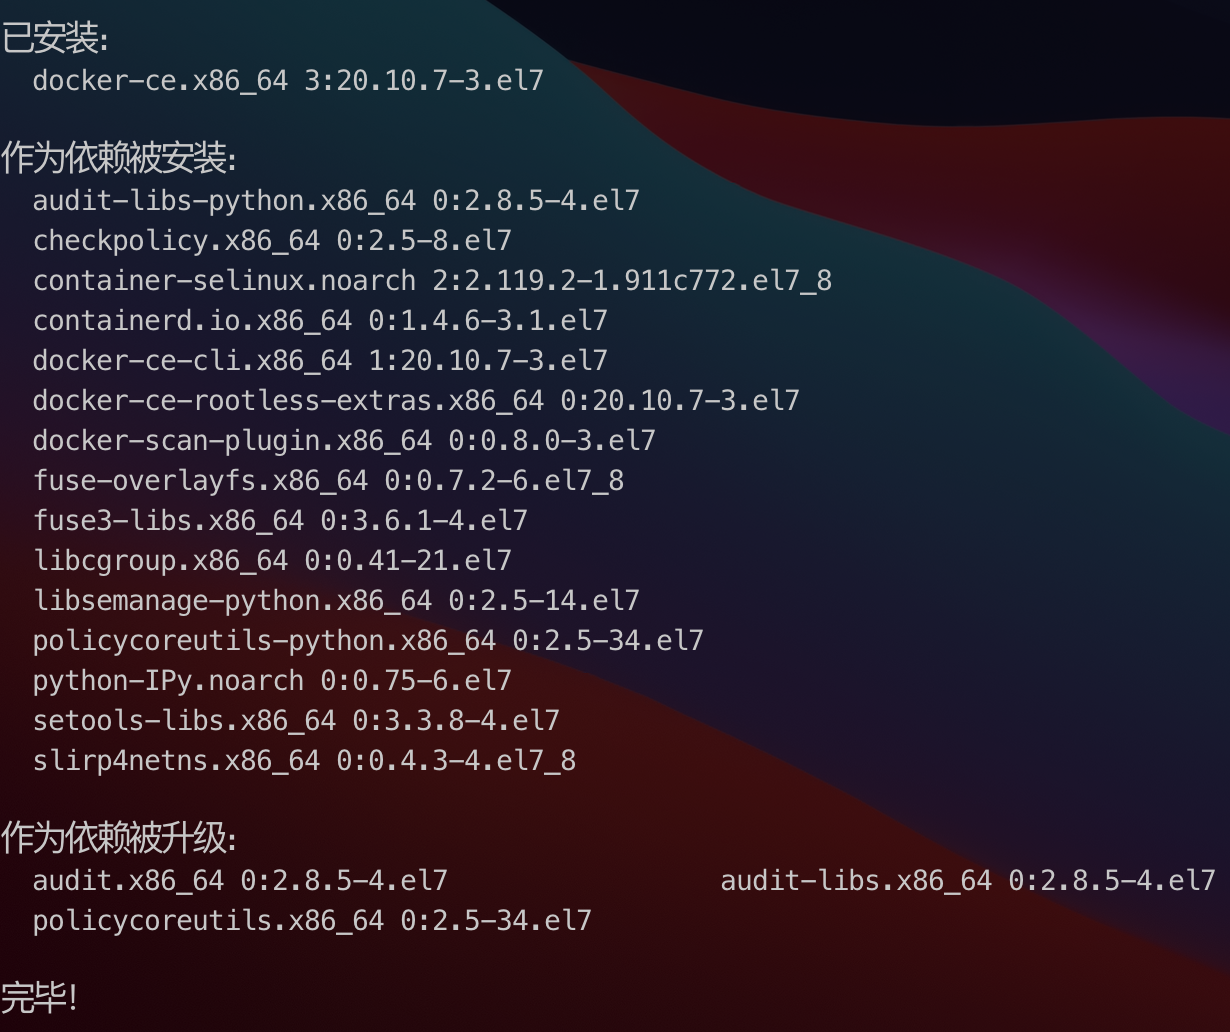 已安装:
docker-ce.x86_64 3:20.10.7-3.el7
作为依赖被安装:
audit-libs-python.x86_64 0:2.8.5-4.el7
checkpolicy.x86_64 0:2.5-8.el7
container-selinux.noarch 2:2.119.2-1.911c772.el7_8
containerd.io.x86_64 0:1.4.6-3.1.el7
docker-ce-cli.x86_64 1:20.10.7-3.el7
docker-ce-rootless-extras.x86_64 0:20.10.7-3.el7
docker-scan-plugin.x86_64 0:0.8.0-3.el7
fuse-overlayfs.x86_64 0:0.7.2-6.el7_8
fuse3-libs.x86_64 0:3.6.1-4.el7
libcgroup.x86_64 0:0.41-21.el7
libsemanage-python.x86_64 0:2.5-14.el7
policycoreutils-python.x86_64 0:2.5-34.el7
python-IPy.noarch 0:0.75-6.el7
setools-libs.x86_64 0:3.3.8-4.el7
slirp4netns.x86_64 0:0.4.3-4.el7_8
作为依赖被升级:
audit.x86_64 0:2.8.5-4.el7 audit-libs.x86_64 0:2.8.5-4.el7
policycoreutils.x86_64 0:2.5-34.el7
完毕!